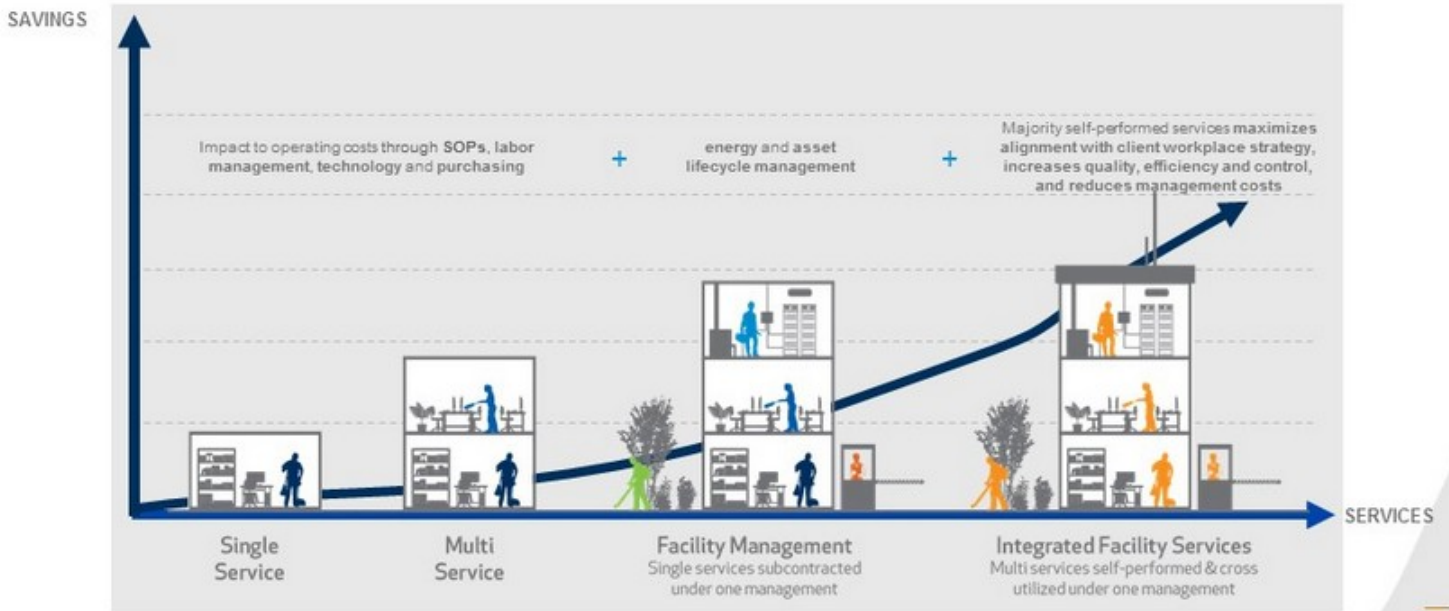 SAVINGS
Impact to operating costs through SOPs, labor
management, technology and purchasing
+
energy and asset
lifecycle management
+
Majority self-performed services maximizes
alignment with client workplace strategy,
increases quality, efficiency and control,
and reduces management costs
SERVICES
Single
Service
Multi
Service
Facility Management
Single services subcontracted
under one management
Integrated Facility Services
Multi services self-performed & cross
utilized under one management